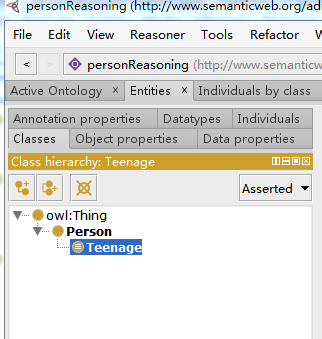 personReasoning (http://www.semanticweb.org/ad
File Edit View Reasoner Tools Refactor
< > personReasoning (http://www.semanticw
Active Ontology × Entities × Individuals by class
Annotation properties Datatypes Individuals
Classes Object properties Data properties
Class hierarchy: Teenage
Asserted
owl:Thing
Person
Teenage